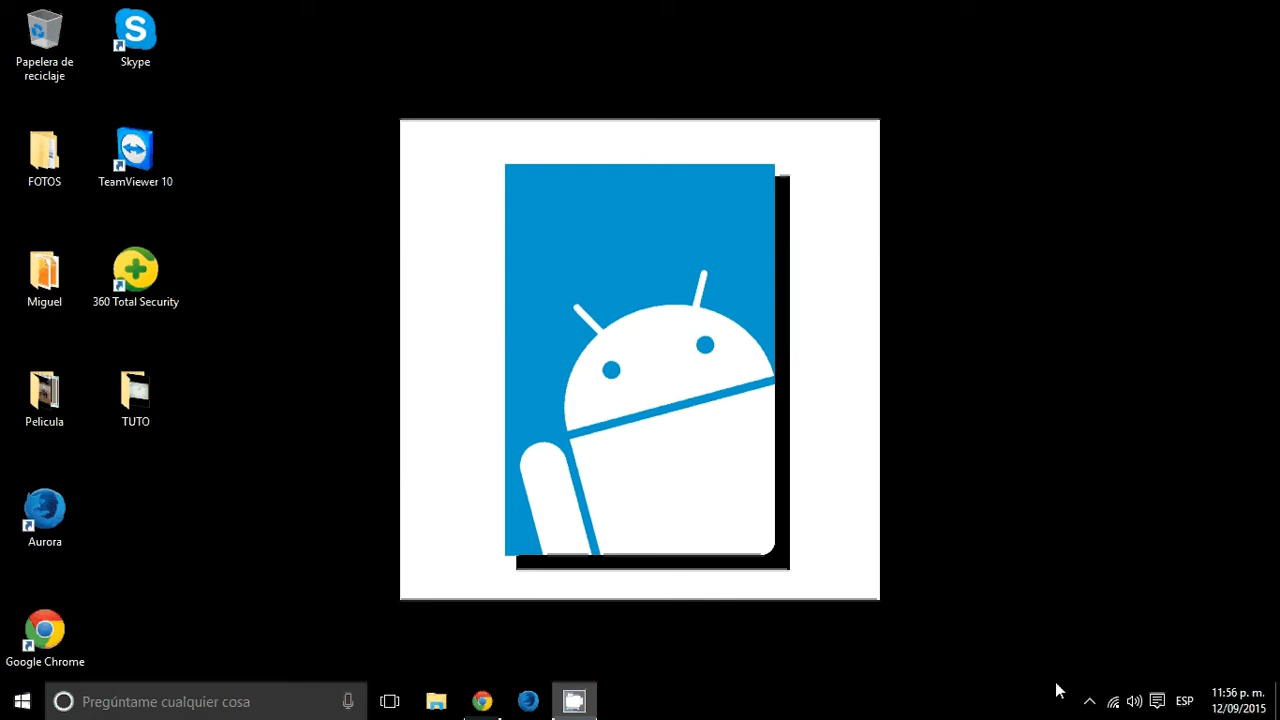 Papelera de
reciclaje
Skype
FOTOS
TeamViewer 10
Miguel
360 Total Security
Pelicula
TUTO
Aurora
Google Chrome
Pregúntame cualquier cosa
ESP
11:56 p. m.
12/09/2015